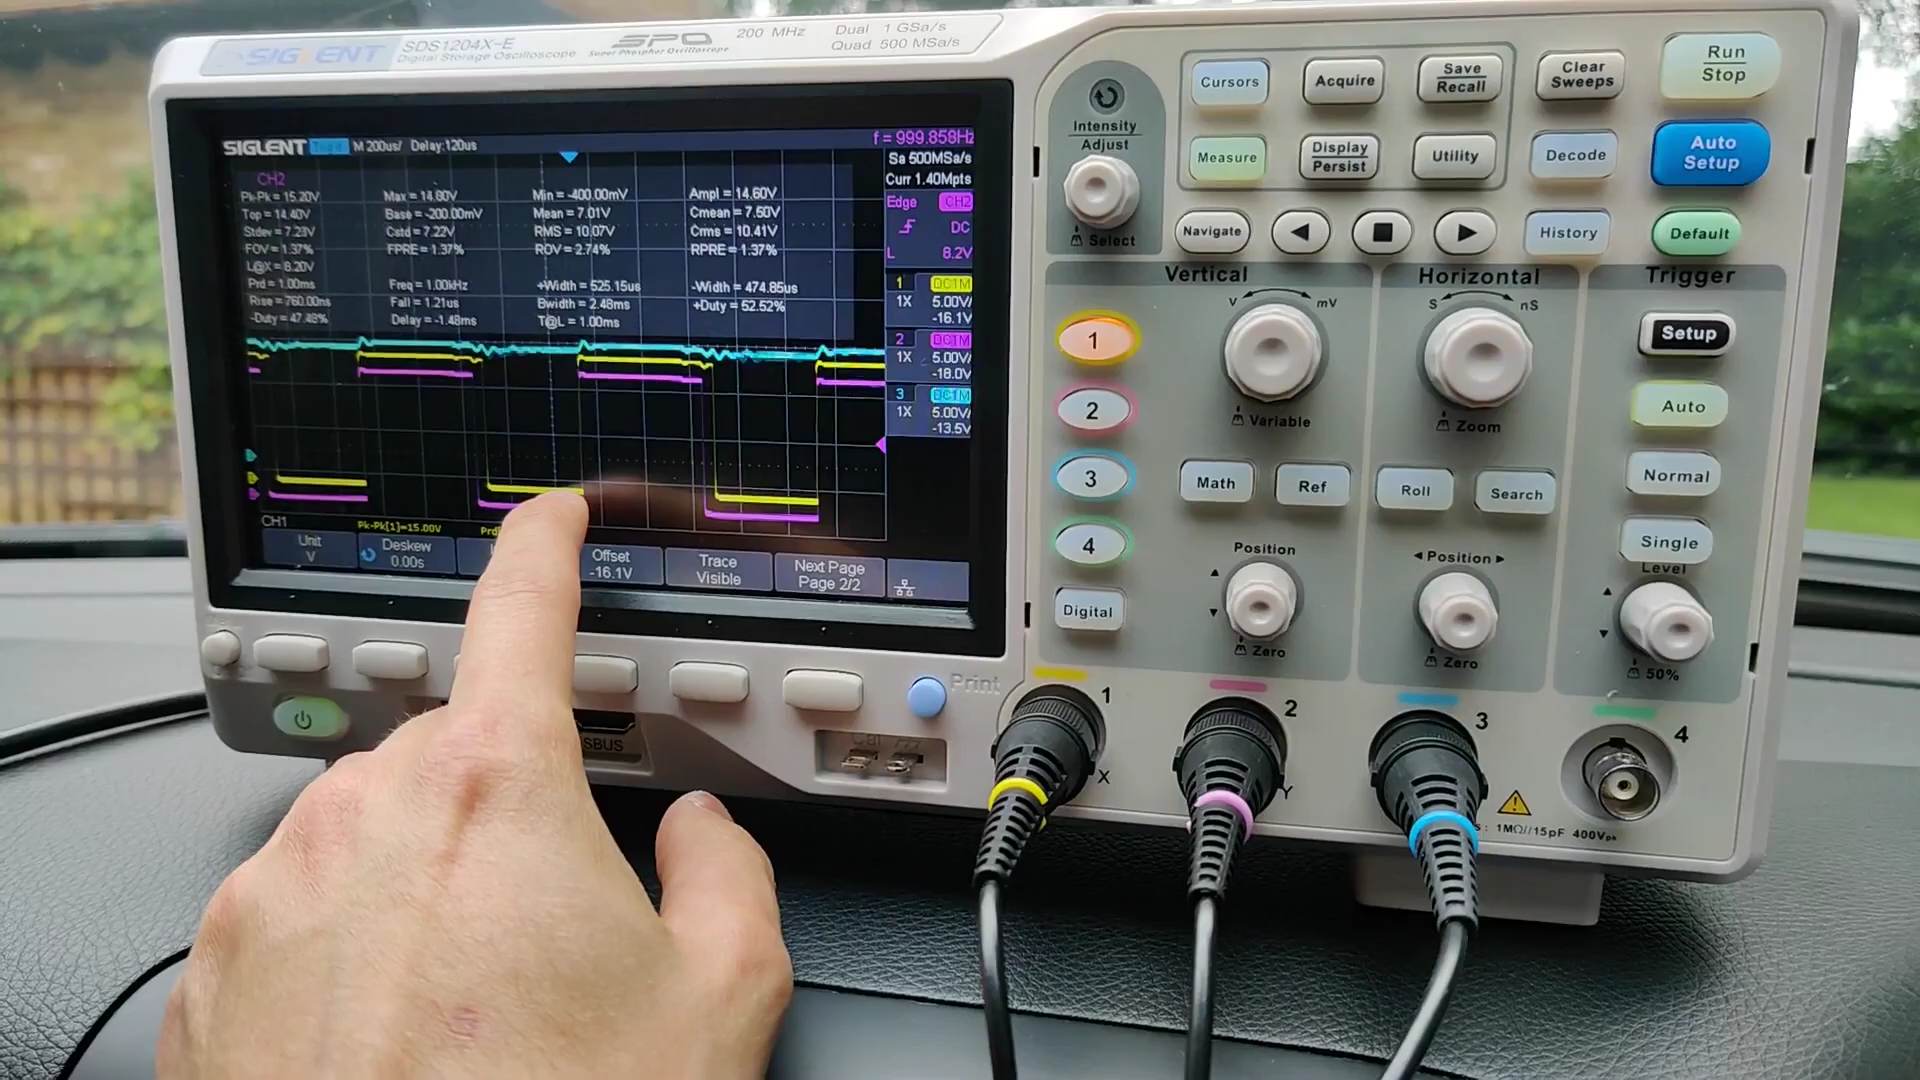 SIGLENT SDS1204X-E
Digital Storage Oscilloscope
SPO
Super Phosphor Oscilloscope
200 MHz
Dual 1 GSa/s
Quad 500 MSa/s
SIGLENT M 200us/ Delay:120us
f = 999.858Hz
Sa 500MSa/s
Curr 1.40Mpts
Edge CH2
DC
L 8.2V
1 DC1M
1X 5.00V/
-16.1V
2 DC1M
1X 5.00V/
-18.0V
3 DC1M
1X 5.00V/
-13.5V
CH2
Pk-Pk = 15.20V Max = 14.80V Min = -400.00mV Ampl = 14.60V
Top = 14.40V Base = -200.00mV Mean = 7.01V Cmean = 7.50V
Stdev = 7.23V Cstd = 7.22V RMS = 10.07V Crms = 10.41V
FOV = 1.37% FPRE = 1.37% ROV = 2.74% RPRE = 1.37%
L@X = 8.20V
Prd = 1.00ms Freq = 1.00kHz +Width = 525.15us -Width = 474.85us
Rise = 760.00ns Fall = 1.21us Bwidth = 2.48ms +Duty = 52.52%
-Duty = 47.48% Delay = -1.48ms T@L = 1.00ms
CH1
Pk-Pk[1]=15.00V
Unit
V
Deskew
0.00s
Offset
-16.1V
Trace
Visible
Next Page
Page 2/2
Print
Intensity
Adjust
Select
Cursors
Acquire
Save
Recall
Clear
Sweeps
Run
Stop
Measure
Display
Persist
Utility
Decode
Auto
Setup
Navigate
History
Default
Vertical
Horizontal
Trigger
V mV
S nS
Variable
Zoom
Setup
Auto
Normal
Single
Level
50%
1
2
3
4
Digital
Math
Ref
Roll
Search
Position
Zero
Position
Zero
1
X
2
Y
3
4
1MΩ//15pF 400Vpk